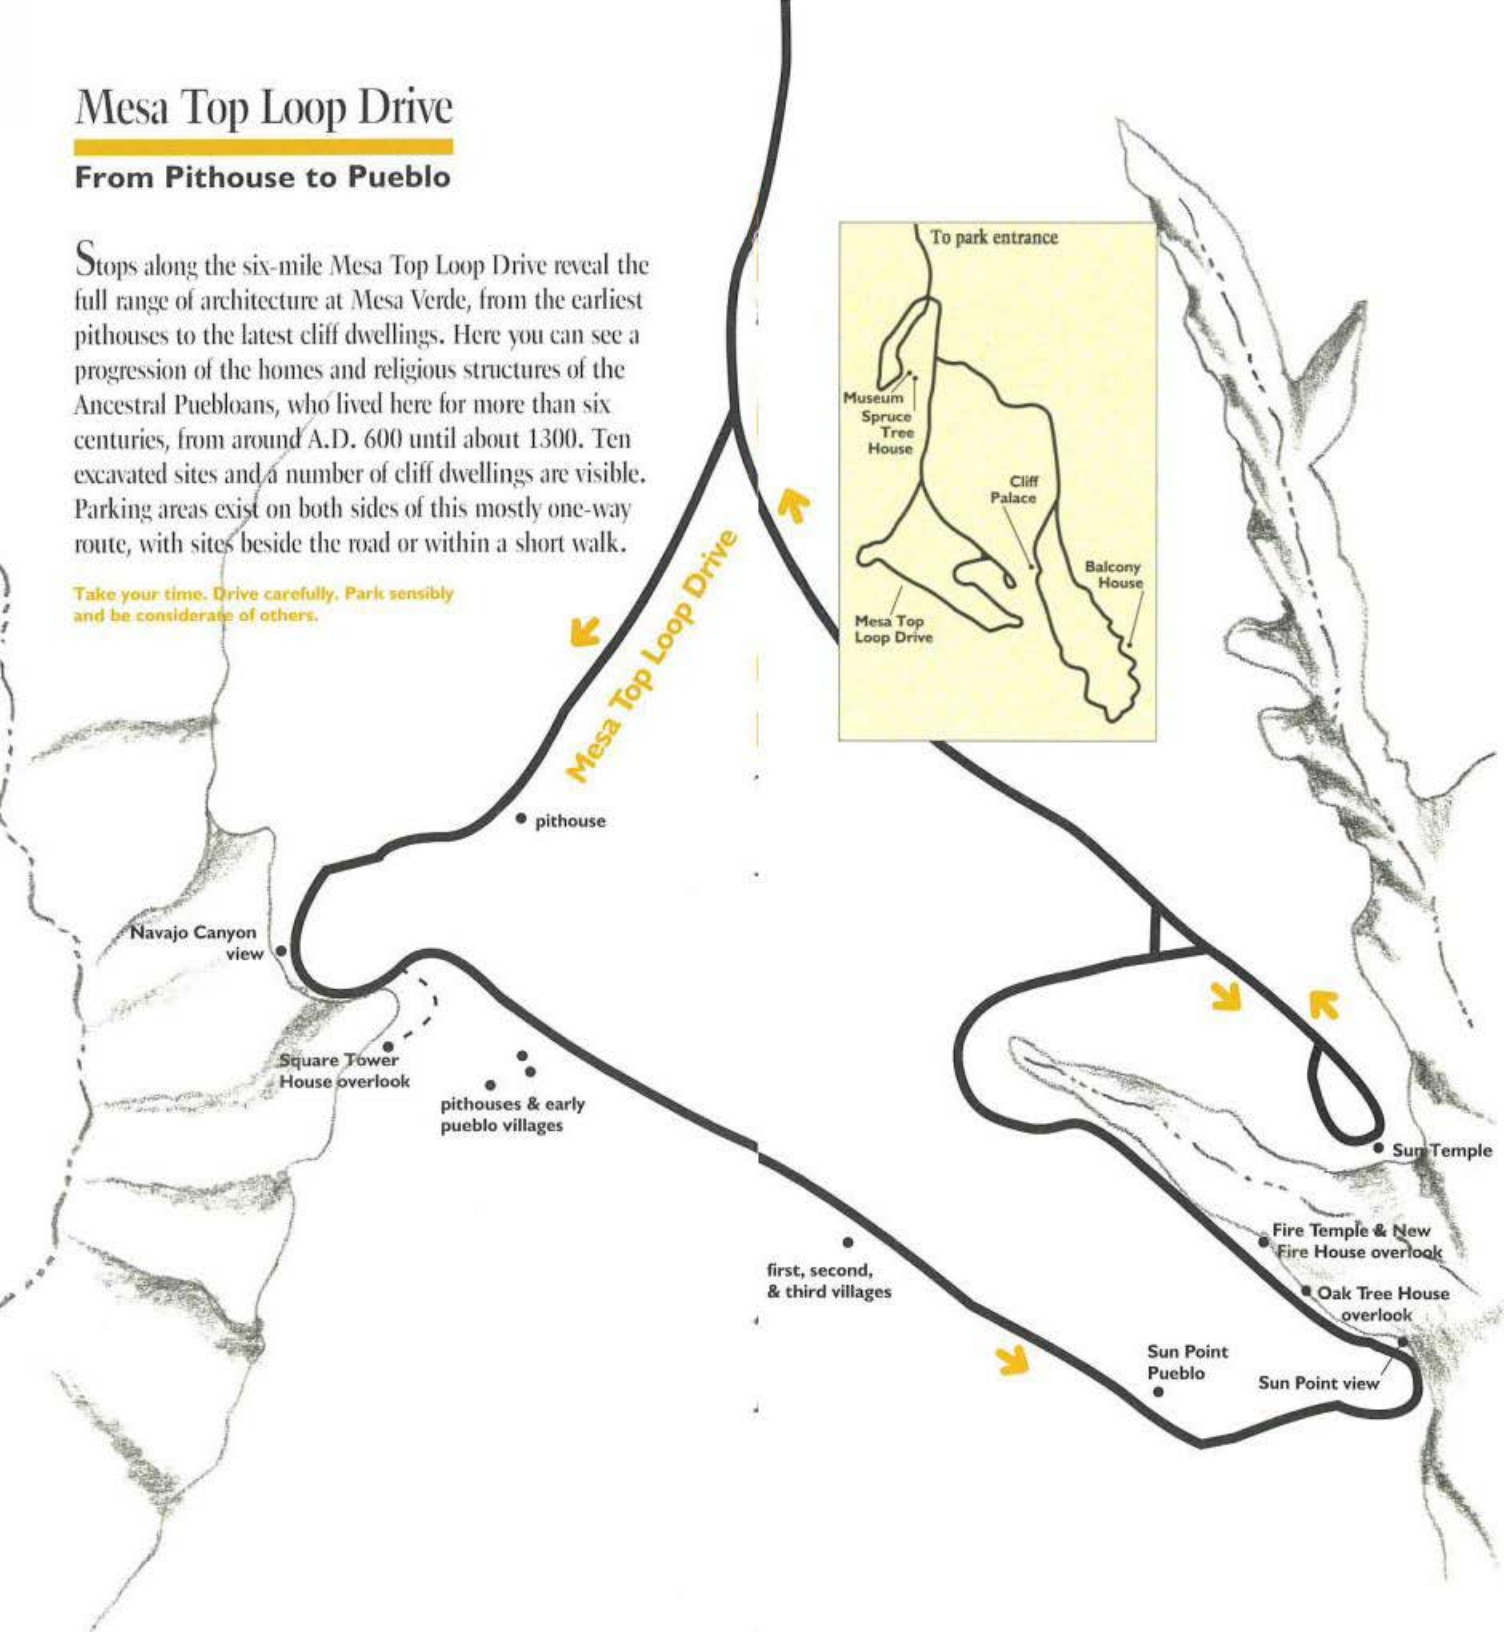 Mesa Top Loop Drive
From Pithouse to Pueblo
Stops along the six-mile Mesa Top Loop Drive reveal the
full range of architecture at Mesa Verde, from the earliest
pithouses to the latest cliff dwellings. Here you can see a
progression of the homes and religious structures of the
Ancestral Puebloans, who lived here for more than six
centuries, from around A.D. 600 until about 1300. Ten
excavated sites and a number of cliff dwellings are visible.
Parking areas exist on both sides of this mostly one-way
route, with sites beside the road or within a short walk.
Take your time. Drive carefully. Park sensibly
and be considerate of others.
To park entrance
Museum
Spruce
Tree
House
Cliff
Palace
Balcony
House
Mesa Top
Loop Drive
Mesa Top Loop Drive
pithouse
Navajo Canyon
view
Square Tower
House overlook
pithouses & early
pueblo villages
Sun Temple
Fire Temple & New
Fire House overlook
first, second,
& third villages
Oak Tree House
overlook
Sun Point
Pueblo
Sun Point view